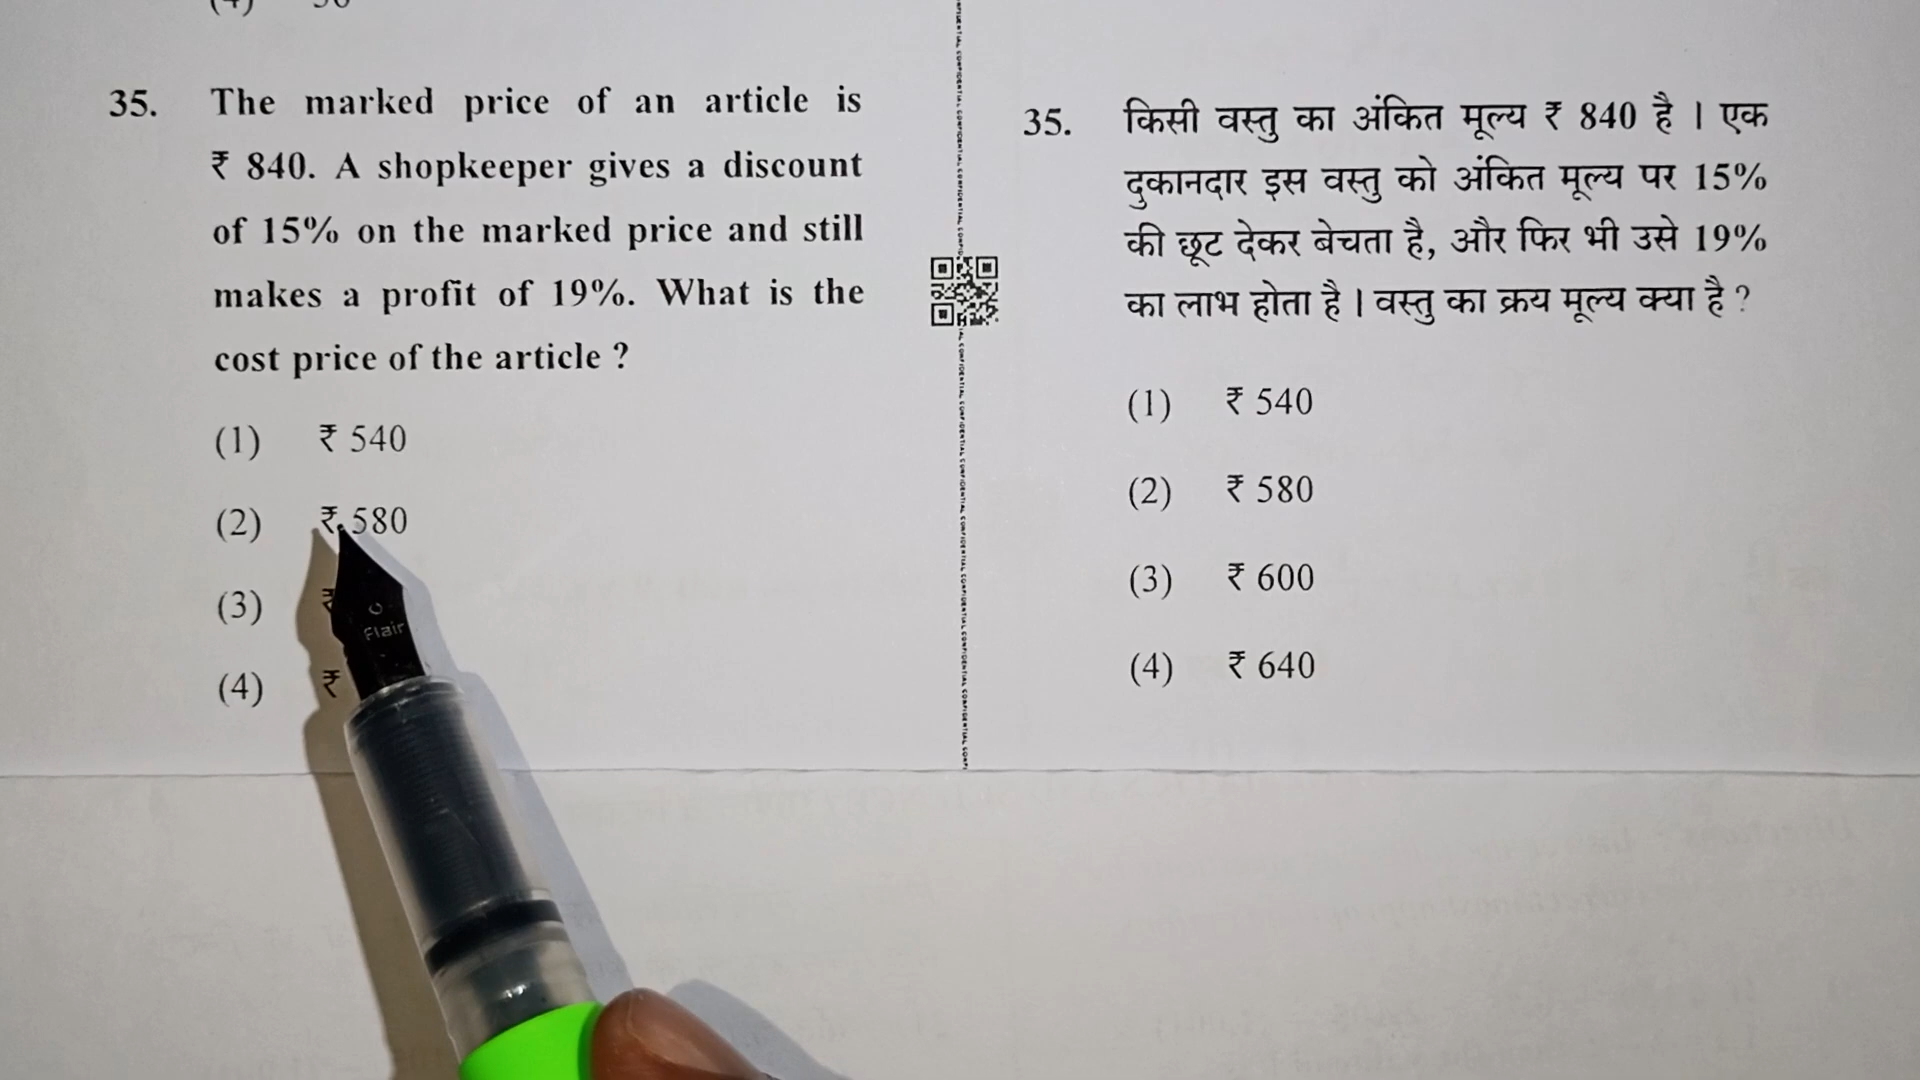 35. The marked price of an article is
₹ 840. A shopkeeper gives a discount
of 15% on the marked price and still
makes a profit of 19%. What is the
cost price of the article ?
(1) ₹ 540
(2) ₹ 580
(3) ₹
(4) ₹
Flair
35. किसी वस्तु का अंकित मूल्य ₹ 840 है । एक
दुकानदार इस वस्तु को अंकित मूल्य पर 15%
की छूट देकर बेचता है, और फिर भी उसे 19%
का लाभ होता है । वस्तु का क्रय मूल्य क्या है ?
(1) ₹ 540
(2) ₹ 580
(3) ₹ 600
(4) ₹ 640